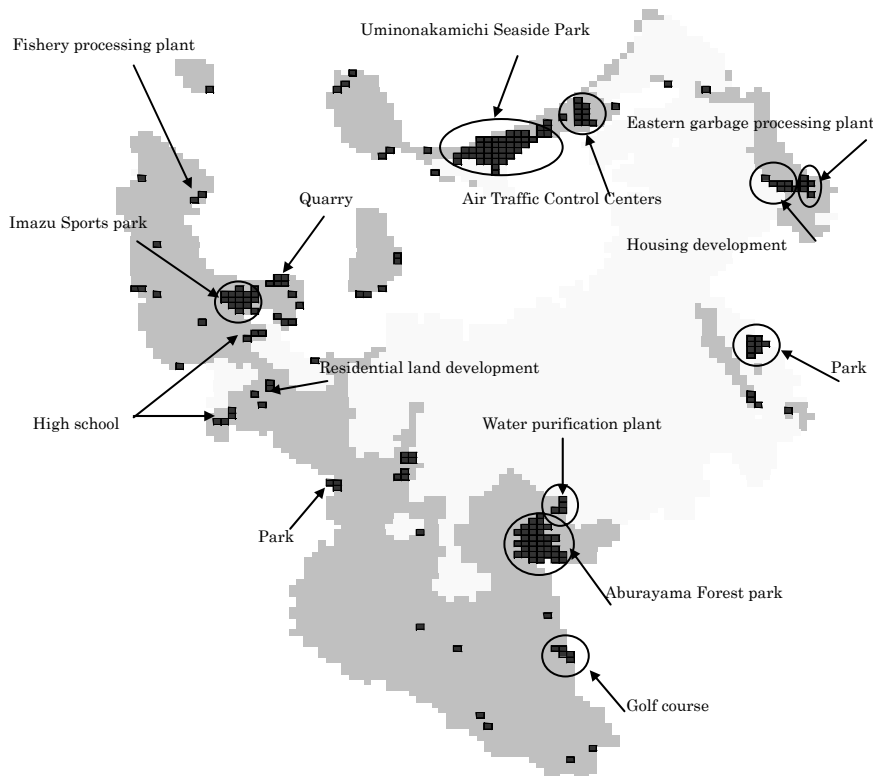 Uminonakamichi Seaside Park
Fishery processing plant
Eastern garbage processing plant
Quarry
Air Traffic Control Centers
Imazu Sports park
Housing development
Residential land development
Park
High school
Water purification plant
Park
Aburayama Forest park
Golf course